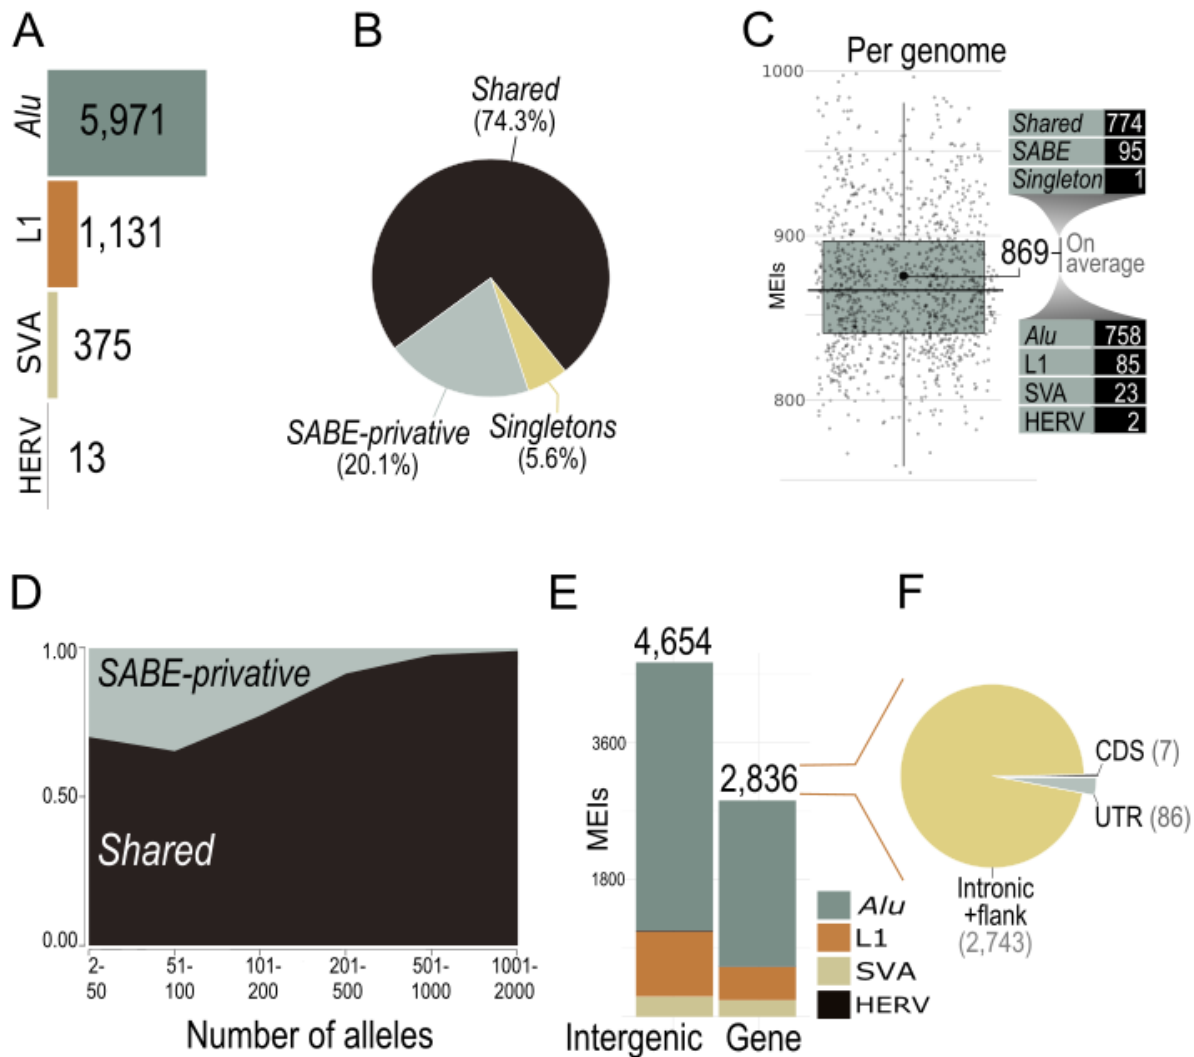 A
Alu
5,971
L1
1,131
SVA
375
HERV
13
B
Shared
(74.3%)
SABE-privative
(20.1%)
Singletons
(5.6%)
C
Per genome
MEIs
1000
900
800
Shared 774
SABE 95
Singleton 1
869
On
average
Alu 758
L1 85
SVA 23
HERV 2
D
1.00
0.50
0.00
SABE-privative
Shared
2-
50
51-
100
101-
200
201-
500
501-
1000
1001-
2000
Number of alleles
E
4,654
2,836
MEIs
3600
1800
Intergenic
Gene
Alu
L1
SVA
HERV
F
CDS (7)
UTR (86)
Intronic
+flank
(2,743)